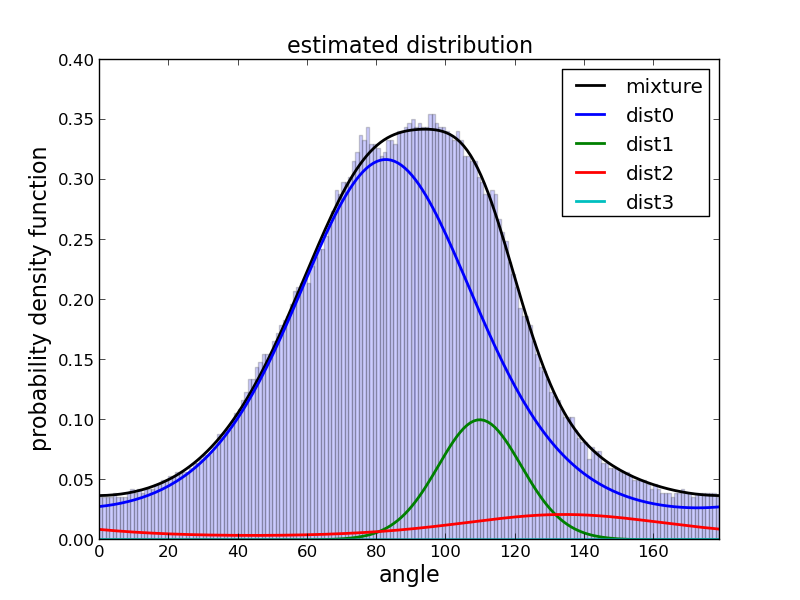 estimated distribution
probability density function
0.40
0.35
0.30
0.25
0.20
0.15
0.10
0.05
0.00
mixture
dist0
dist1
dist2
dist3
0 20 40 60 80 100 120 140 160
angle